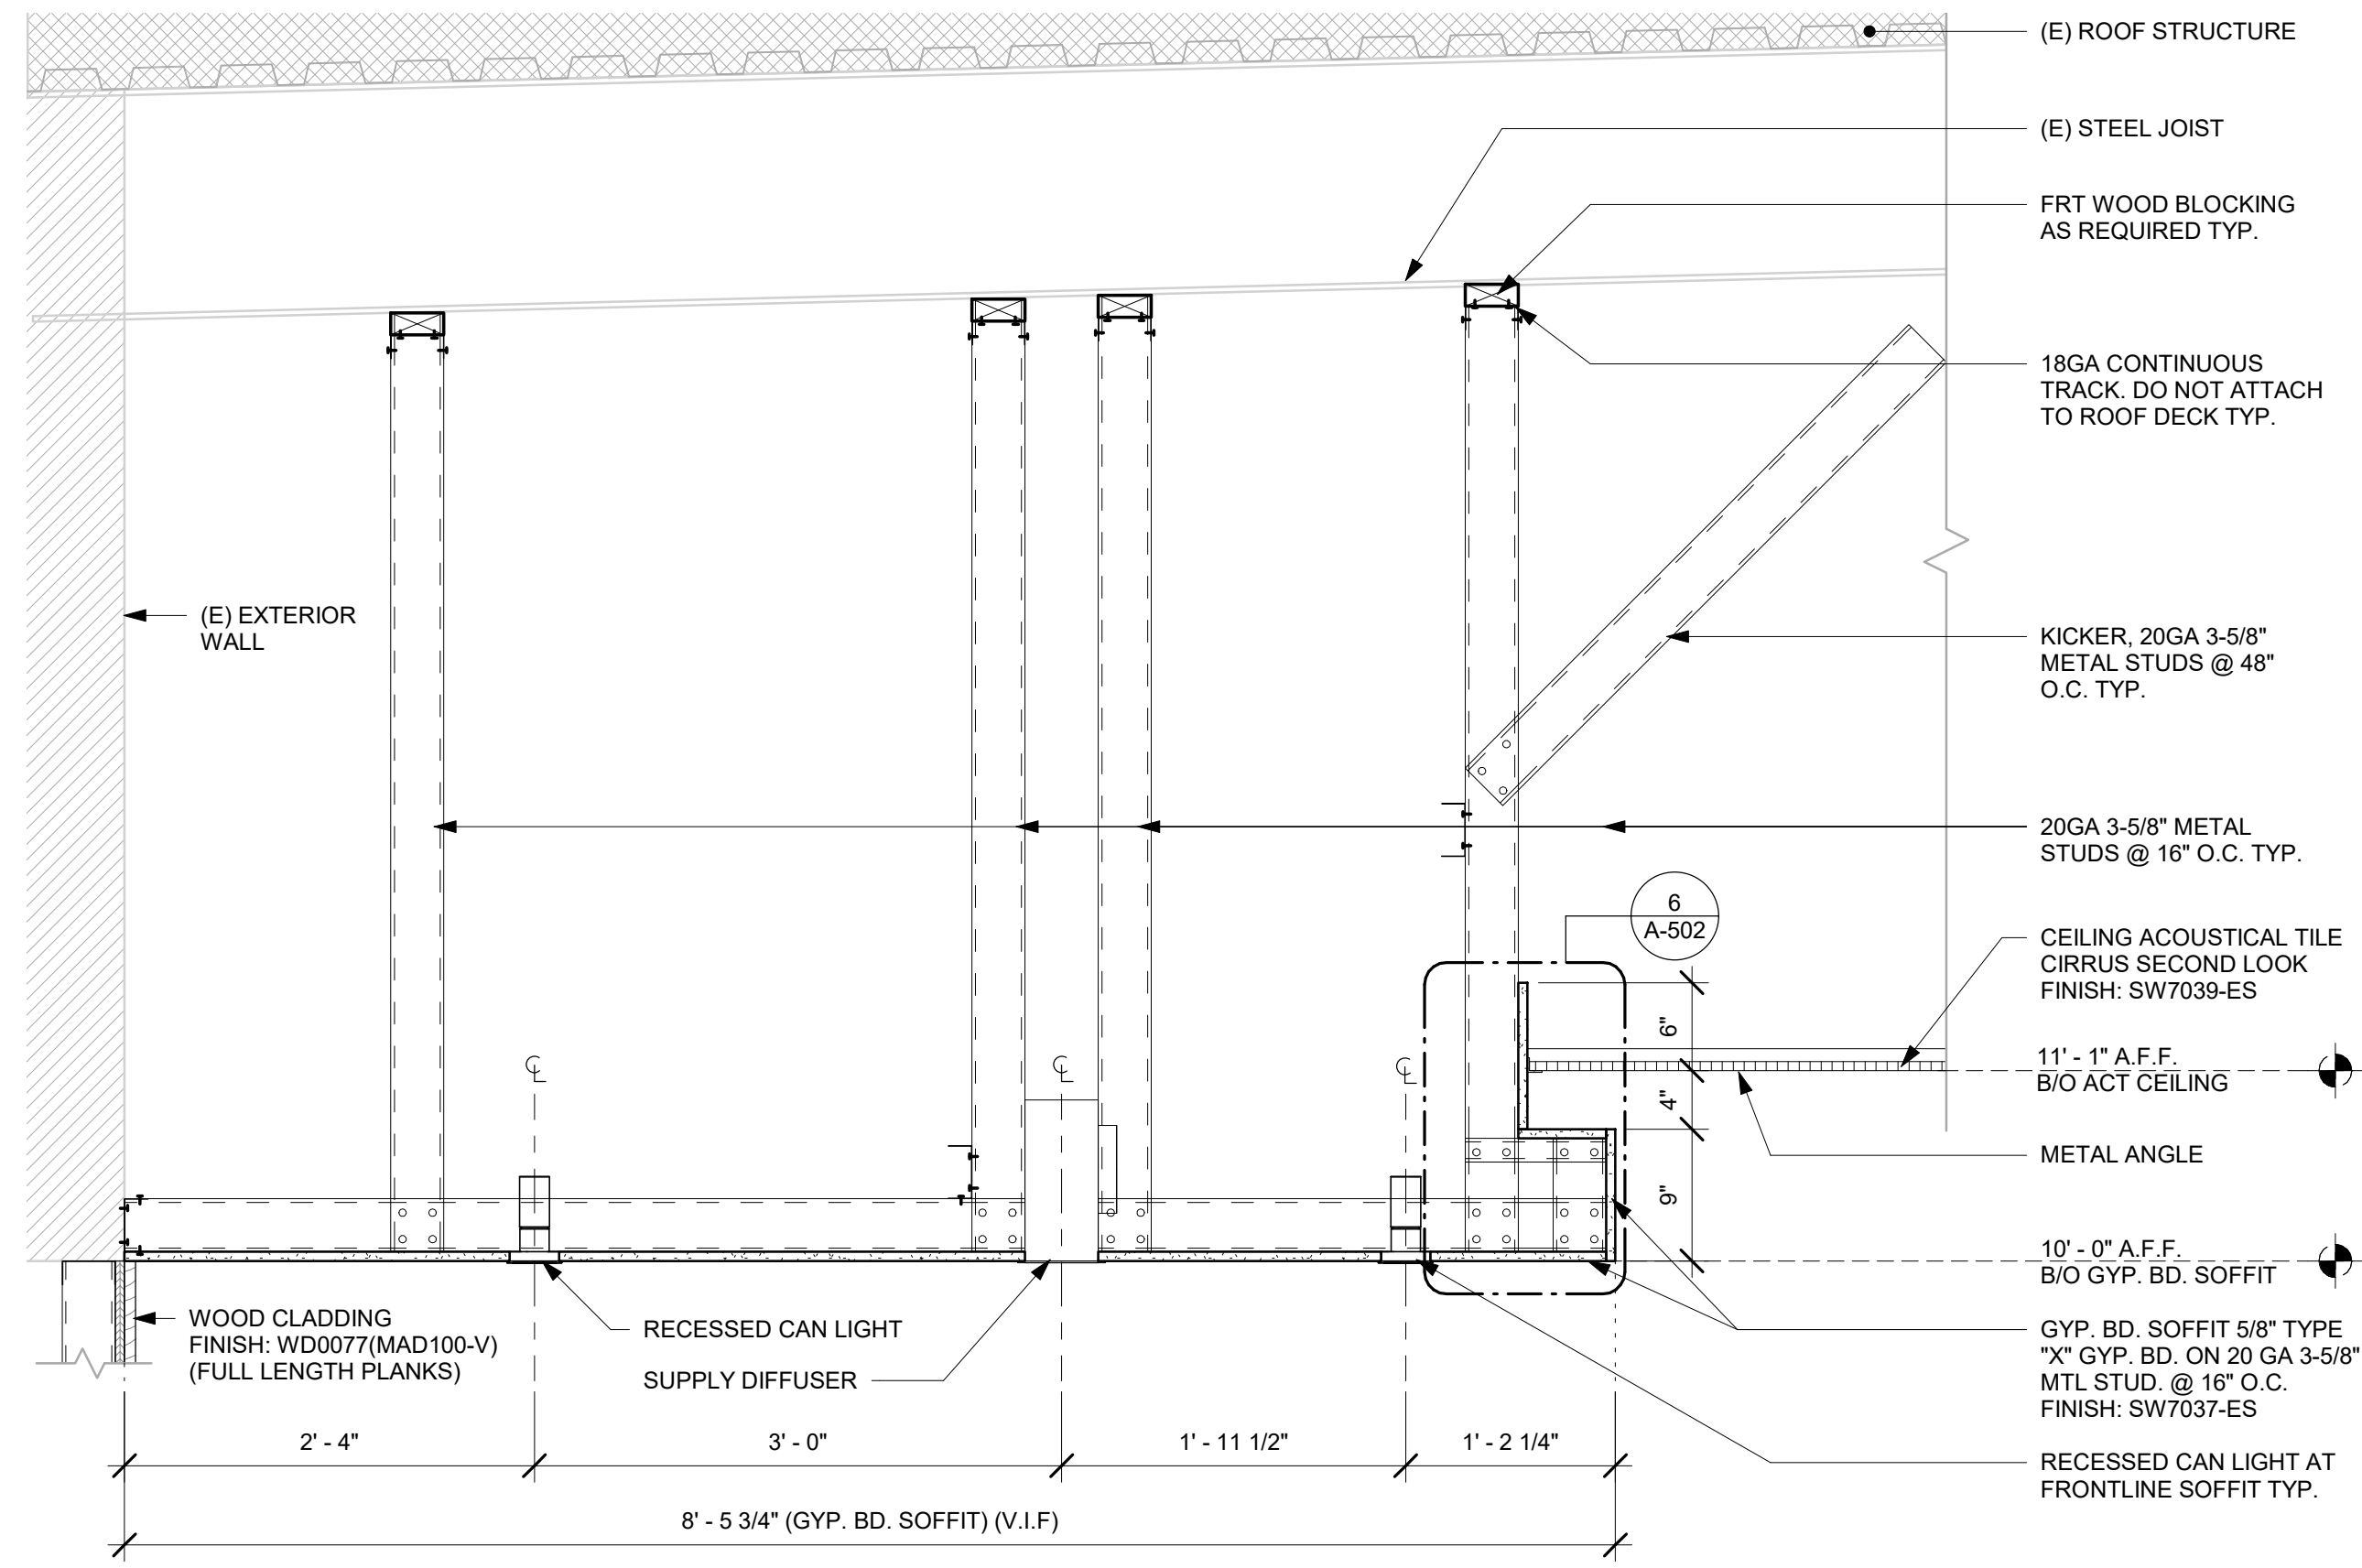 (E) ROOF STRUCTURE
(E) STEEL JOIST
FRT WOOD BLOCKING
AS REQUIRED TYP.
18GA CONTINUOUS
TRACK. DO NOT ATTACH
TO ROOF DECK TYP.
(E) EXTERIOR
WALL
KICKER, 20GA 3-5/8"
METAL STUDS @ 48"
O.C. TYP.
20GA 3-5/8" METAL
STUDS @ 16" O.C. TYP.
6
A-502
CEILING ACOUSTICAL TILE
CIRRUS SECOND LOOK
FINISH: SW7039-ES
6"
4"
9"
11' - 1" A.F.F.
B/O ACT CEILING
METAL ANGLE
10' - 0" A.F.F.
B/O GYP. BD. SOFFIT
℄
℄
℄
WOOD CLADDING
FINISH: WD0077(MAD100-V)
(FULL LENGTH PLANKS)
RECESSED CAN LIGHT
SUPPLY DIFFUSER
GYP. BD. SOFFIT 5/8" TYPE
"X" GYP. BD. ON 20 GA 3-5/8"
MTL STUD. @ 16" O.C.
FINISH: SW7037-ES
RECESSED CAN LIGHT AT
FRONTLINE SOFFIT TYP.
2' - 4"
3' - 0"
1' - 11 1/2"
1' - 2 1/4"
8' - 5 3/4" (GYP. BD. SOFFIT) (V.I.F)